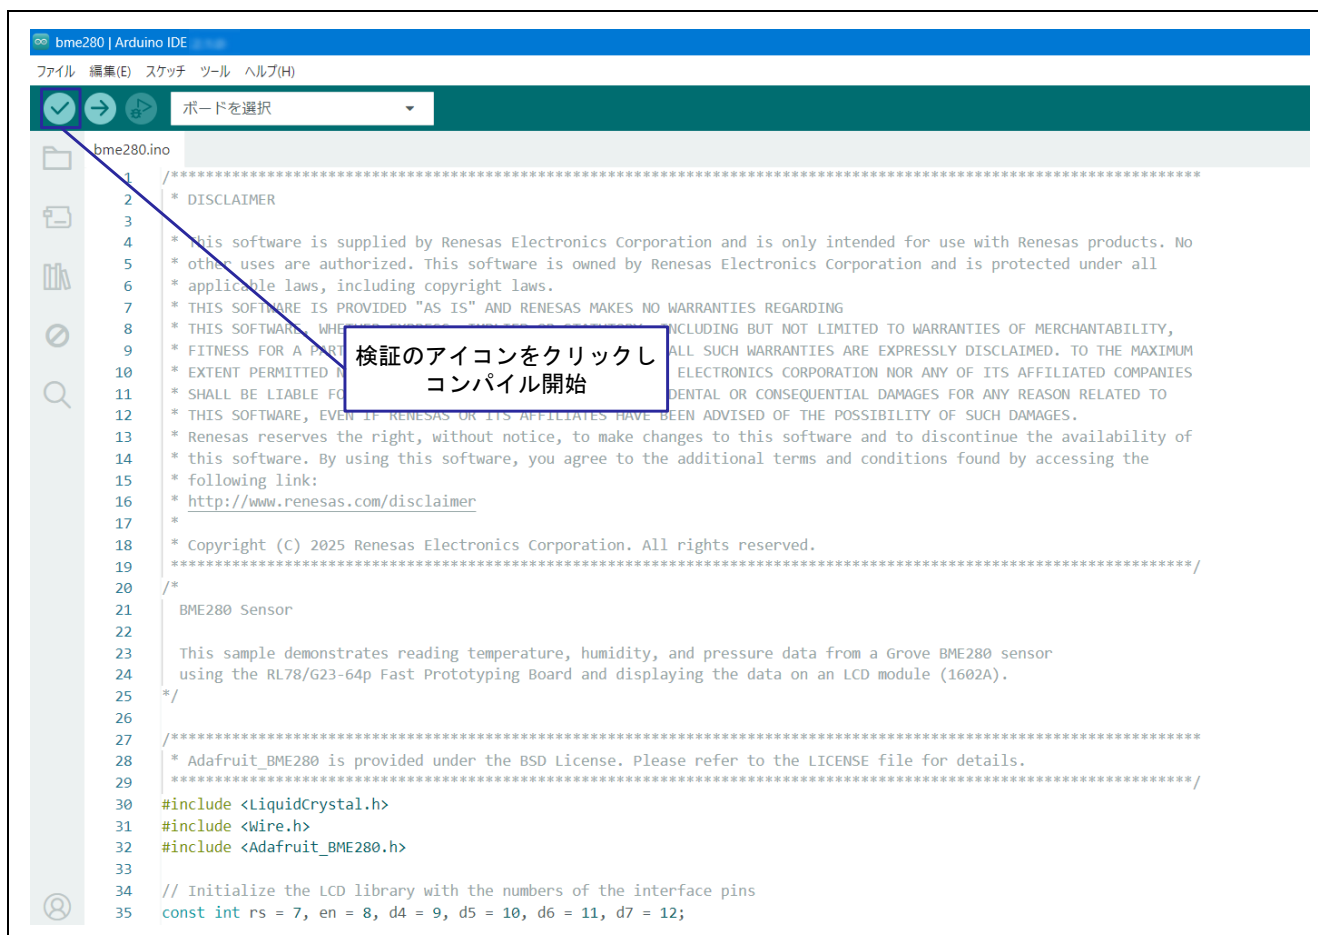 bme280 | Arduino IDE
ファイル 編集(E) スケッチ ツール ヘルプ(H)
ボードを選択
bme280.ino
1 /***********************************************************************************************************************
2 * DISCLAIMER
3
4 * This software is supplied by Renesas Electronics Corporation and is only intended for use with Renesas products. No
5 * other uses are authorized. This software is owned by Renesas Electronics Corporation and is protected under all
6 * applicable laws, including copyright laws.
7 * THIS SOFTWARE IS PROVIDED "AS IS" AND RENESAS MAKES NO WARRANTIES REGARDING
8 * THIS SOFTWARE, INCLUDING BUT NOT LIMITED TO WARRANTIES OF MERCHANTABILITY,
9 * FITNESS FOR A ALL SUCH WARRANTIES ARE EXPRESSLY DISCLAIMED. TO THE MAXIMUM
10 * EXTENT PERMITTED ELECTRONICS CORPORATION NOR ANY OF ITS AFFILIATED COMPANIES
11 * SHALL BE LIABLE DENTAL OR CONSEQUENTIAL DAMAGES FOR ANY REASON RELATED TO
12 * THIS SOFTWARE, EVEN IF RENESAS OR ITS AFFILIATES HAVE BEEN ADVISED OF THE POSSIBILITY OF SUCH DAMAGES.
検証のアイコンをクリックし
コンパイル開始
13 * Renesas reserves the right, without notice, to make changes to this software and to discontinue the availability of
14 * this software. By using this software, you agree to the additional terms and conditions found by accessing the
15 * following link:
16 * http://www.renesas.com/disclaimer
17 *
18 * Copyright (C) 2025 Renesas Electronics Corporation. All rights reserved.
19 **********************************************************************************************************************/
20 /*
21 BME280 Sensor
22
23 This sample demonstrates reading temperature, humidity, and pressure data from a Grove BME280 sensor
24 using the RL78/G23-64p Fast Prototyping Board and displaying the data on an LCD module (1602A).
25 */
26
27 /***********************************************************************************************************************
28 * Adafruit_BME280 is provided under the BSD License. Please refer to the LICENSE file for details.
29 **********************************************************************************************************************/
30 #include <LiquidCrystal.h>
31 #include <Wire.h>
32 #include <Adafruit_BME280.h>
33
34 // Initialize the LCD library with the numbers of the interface pins
35 const int rs = 7, en = 8, d4 = 9, d5 = 10, d6 = 11, d7 = 12;